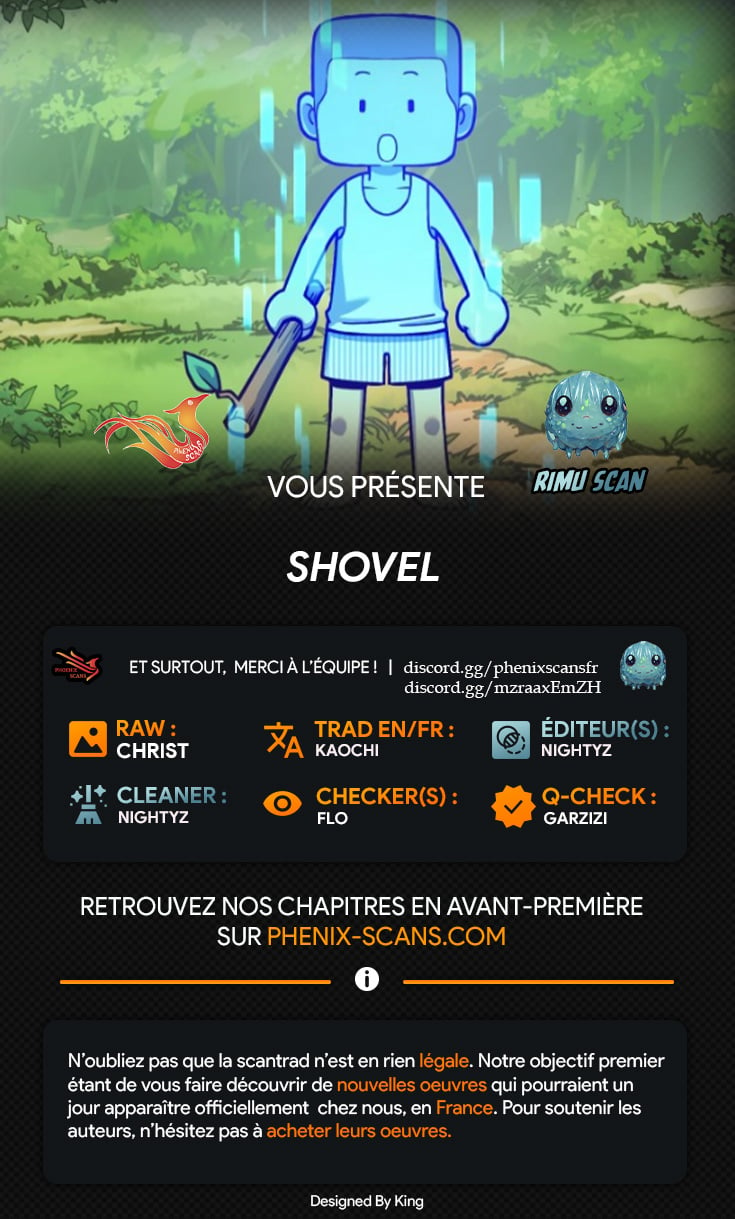 PHENIX
SCANS
VOUS PRÉSENTE
RIMU SCAN
SHOVEL
PHOENIX
SCANS
ET SURTOUT, MERCI À L'ÉQUIPE ! | discord.gg/phenixscansfr
discord.gg/mzraaxEmZH
RAW :
CHRIST
TRAD EN/FR :
KAOCHI
ÉDITEUR(S) :
NIGHTYZ
CLEANER :
NIGHTYZ
CHECKER(S) :
FLO
Q-CHECK :
GARZIZI
RETROUVEZ NOS CHAPITRES EN AVANT-PREMIÈRE
SUR PHENIX-SCANS.COM
N'oubliez pas que la scantrad n'est en rien légale. Notre objectif premier
étant de vous faire découvrir de nouvelles oeuvres qui pourraient un
jour apparaître officiellement chez nous, en France. Pour soutenir les
auteurs, n'hésitez pas à acheter leurs oeuvres.
Designed By King